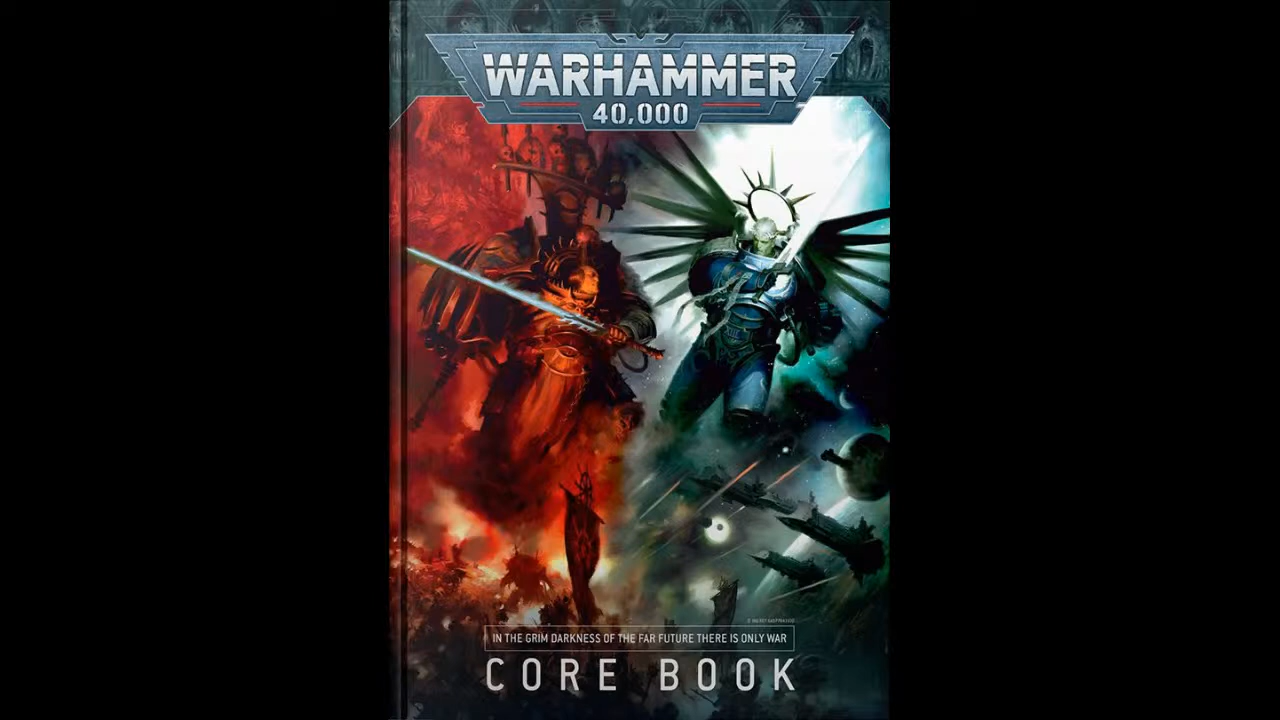 WARHAMMER
40,000
IN THE GRIM DARKNESS OF THE FAR FUTURE THERE IS ONLY WAR
CORE BOOK